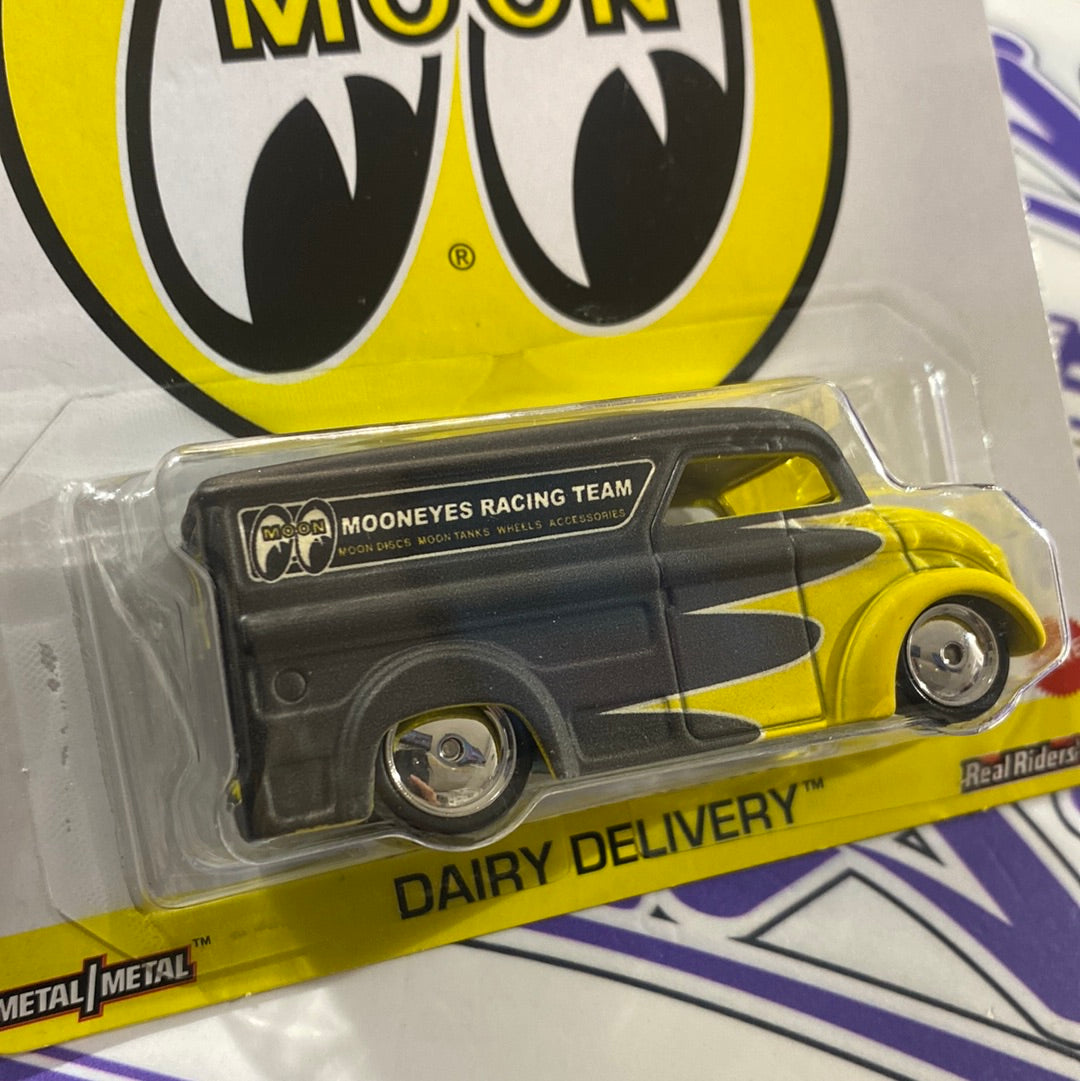 MOON
®
MOON
MOONEYES RACING TEAM
MOON DISCS MOON TANKS WHEELS ACCESSORIES
Real Riders
DAIRY DELIVERY™
METAL/METAL™